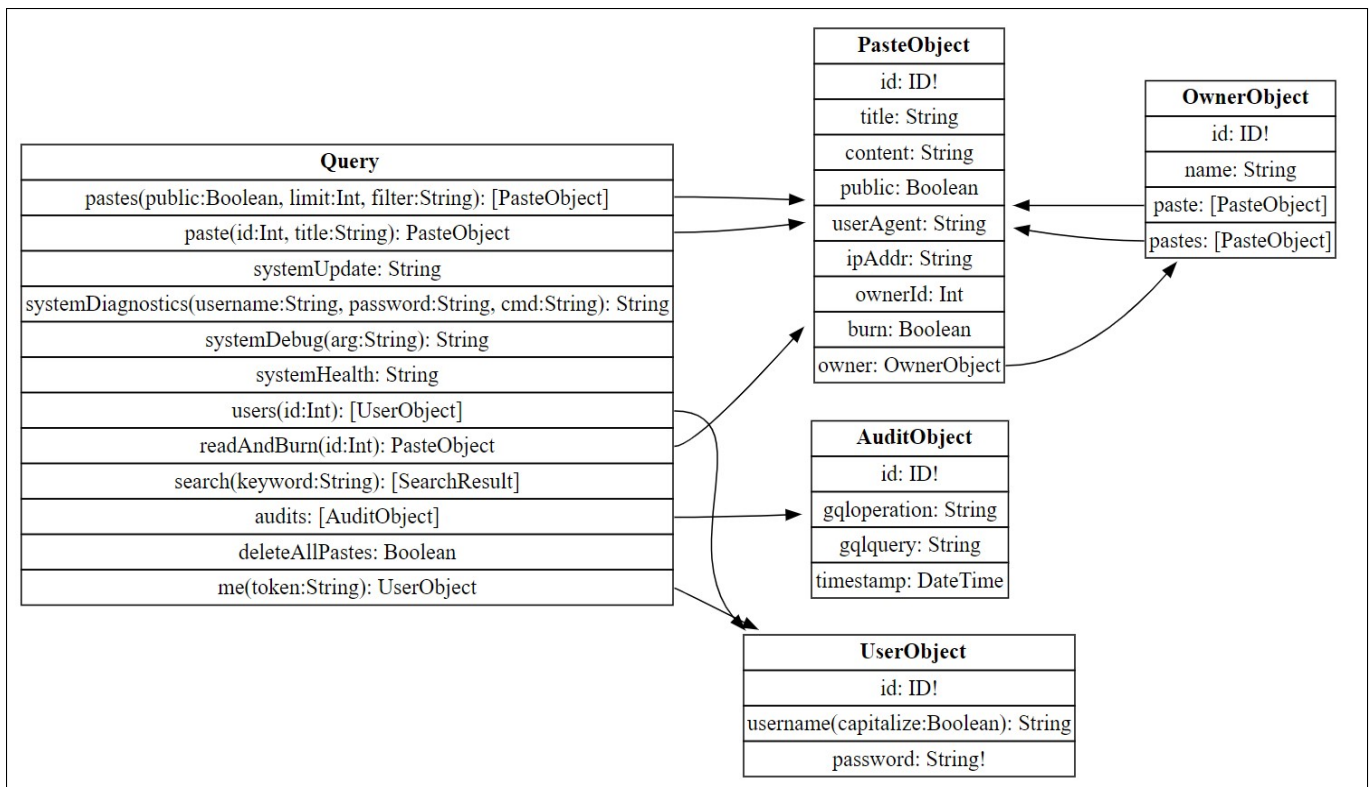 Query
pastes(public:Boolean, limit:Int, filter:String): [PasteObject]
paste(id:Int, title:String): PasteObject
systemUpdate: String
systemDiagnostics(username:String, password:String, cmd:String): String
systemDebug(arg:String): String
systemHealth: String
users(id:Int): [UserObject]
readAndBurn(id:Int): PasteObject
search(keyword:String): [SearchResult]
audits: [AuditObject]
deleteAllPastes: Boolean
me(token:String): UserObject
PasteObject
id: ID!
title: String
content: String
public: Boolean
userAgent: String
ipAddr: String
ownerId: Int
burn: Boolean
owner: OwnerObject
OwnerObject
id: ID!
name: String
paste: [PasteObject]
pastes: [PasteObject]
AuditObject
id: ID!
gqloperation: String
gqlquery: String
timestamp: DateTime
UserObject
id: ID!
username(capitalize:Boolean): String
password: String!